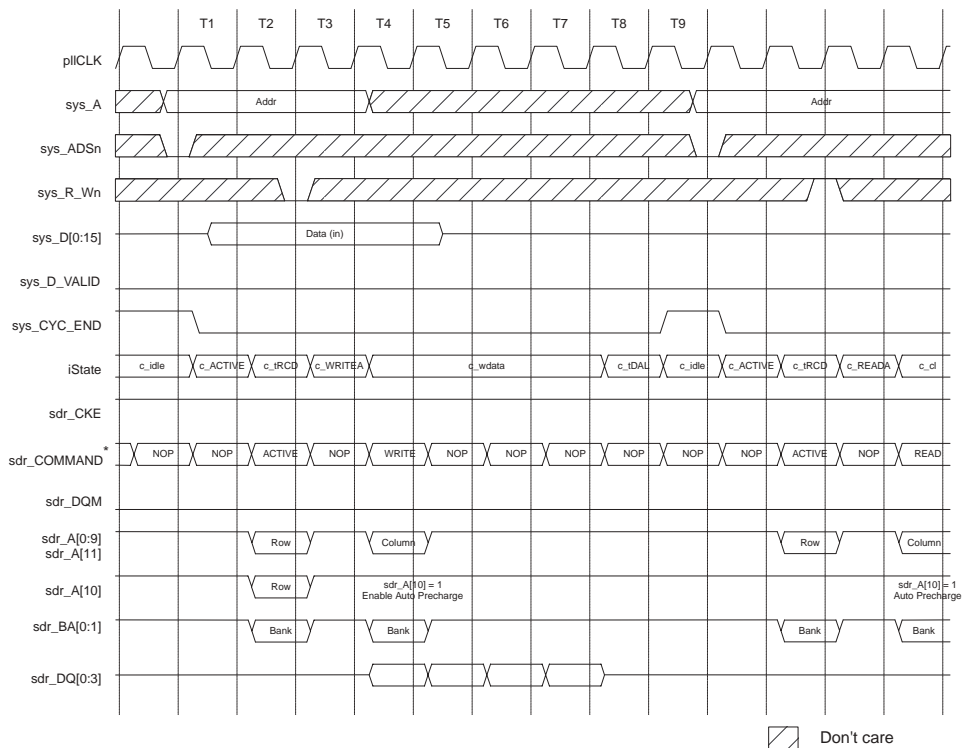 T1 T2 T3 T4 T5 T6 T7 T8 T9
pllCLK
sys_A Addr Addr
sys_ADSn
sys_R_Wn
sys_D[0:15] Data (in)
sys_D_VALID
sys_CYC_END
iState c_idle c_ACTIVE c_tRCD c_WRITEA c_wdata c_tDAL c_idle c_ACTIVE c_tRCD c_READA c_cl
sdr_CKE
sdr_COMMAND* NOP NOP ACTIVE NOP WRITE NOP NOP NOP NOP NOP NOP ACTIVE NOP READ
sdr_DQM
sdr_A[0:9]
sdr_A[11] Row Column Row Column
sdr_A[10] Row sdr_A[10] = 1 sdr_A[10] = 1
Enable Auto Precharge Auto Precharge
sdr_BA[0:1] Bank Bank Bank Bank
sdr_DQ[0:3]
Don't care